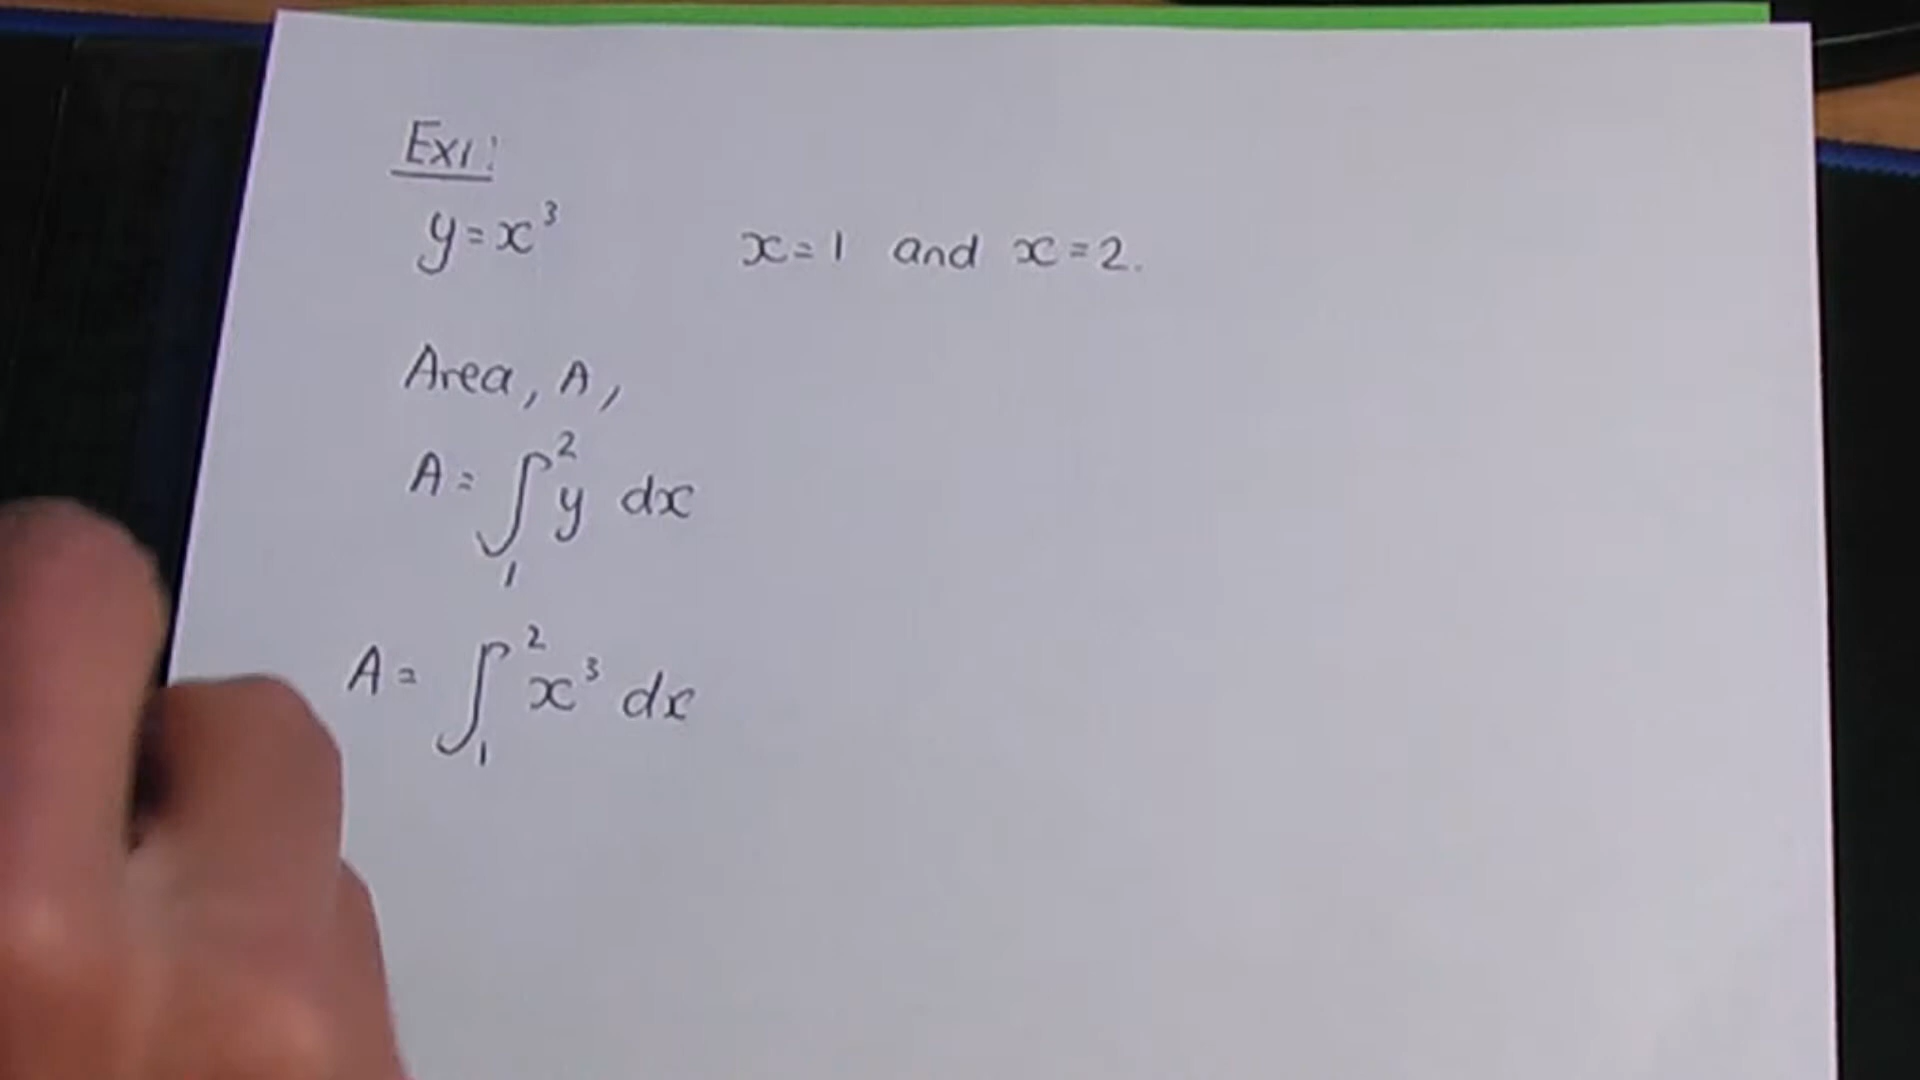 Ex1:
y=x³ x=1 and x=2.
Area, A,
A = ∫₁² y dx
A = ∫₁² x³ dx